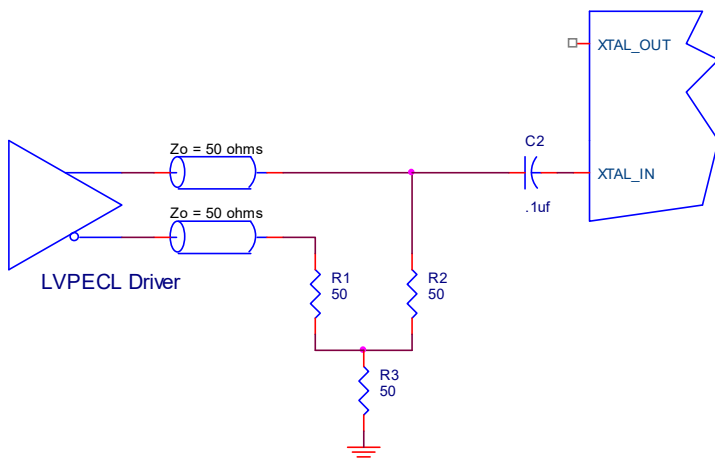 XTAL_OUT
Zo = 50 ohms
C2
XTAL_IN
.1uf
Zo = 50 ohms
LVPECL Driver
R1
50
R2
50
R3
50